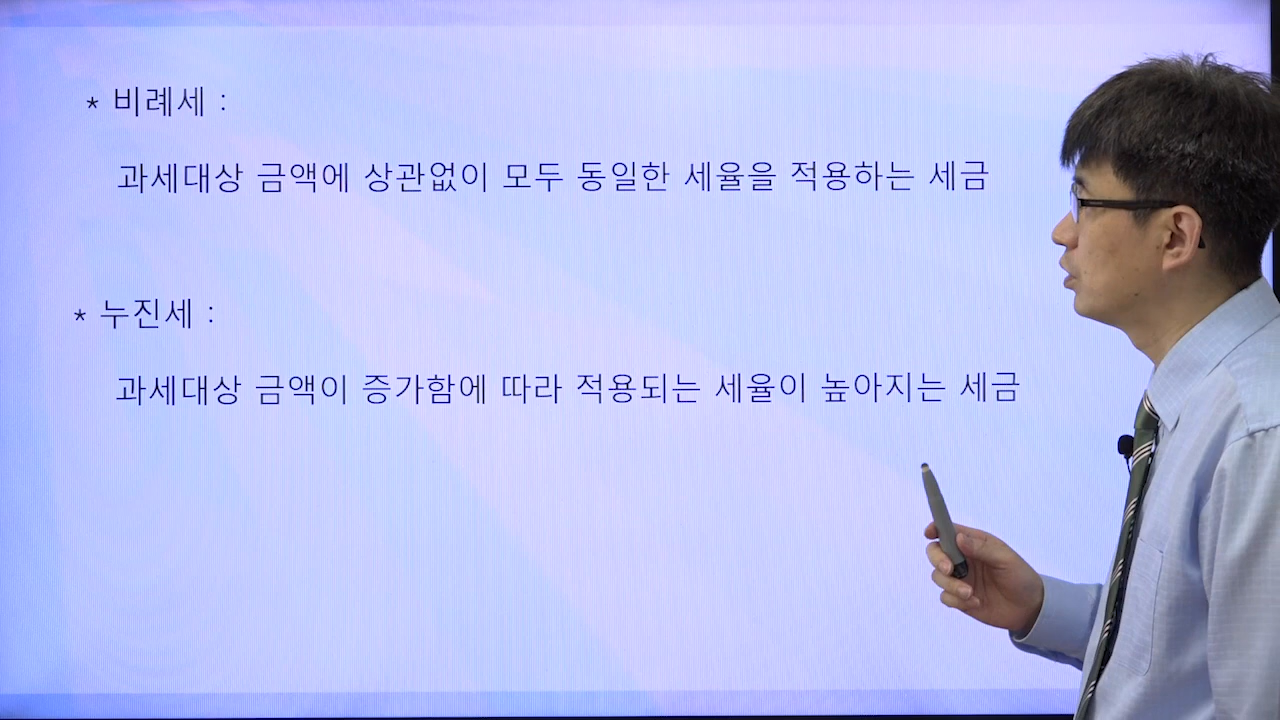 * 비례세 :
과세대상 금액에 상관없이 모두 동일한 세율을 적용하는 세금
* 누진세 :
과세대상 금액이 증가함에 따라 적용되는 세율이 높아지는 세금